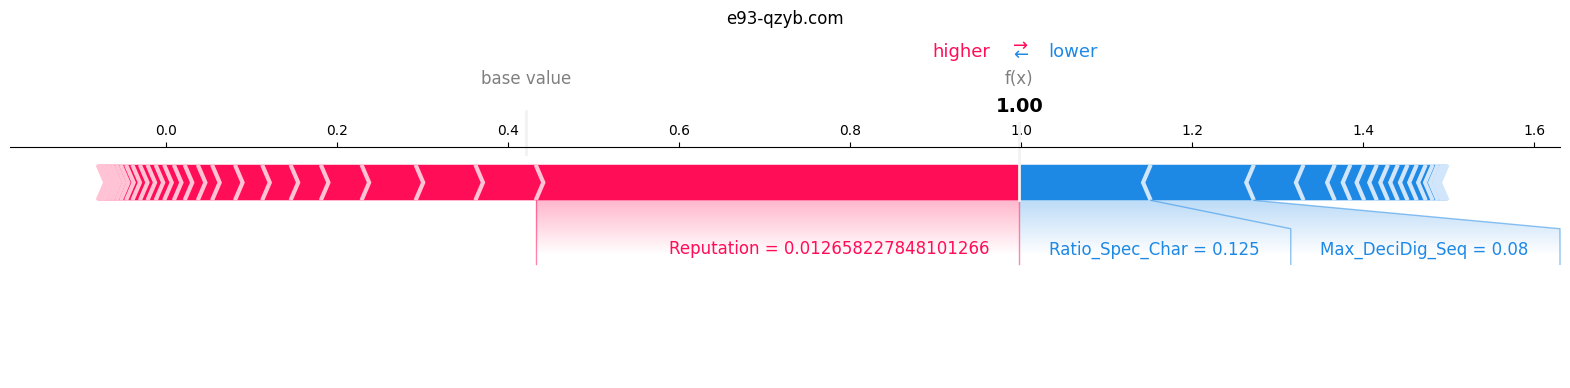 e93-qzyb.com
higher → ← lower
base value f(x)
1.00
0.0 0.2 0.4 0.6 0.8 1.0 1.2 1.4 1.6
Reputation = 0.012658227848101266 Ratio_Spec_Char = 0.125 Max_DeciDig_Seq = 0.08